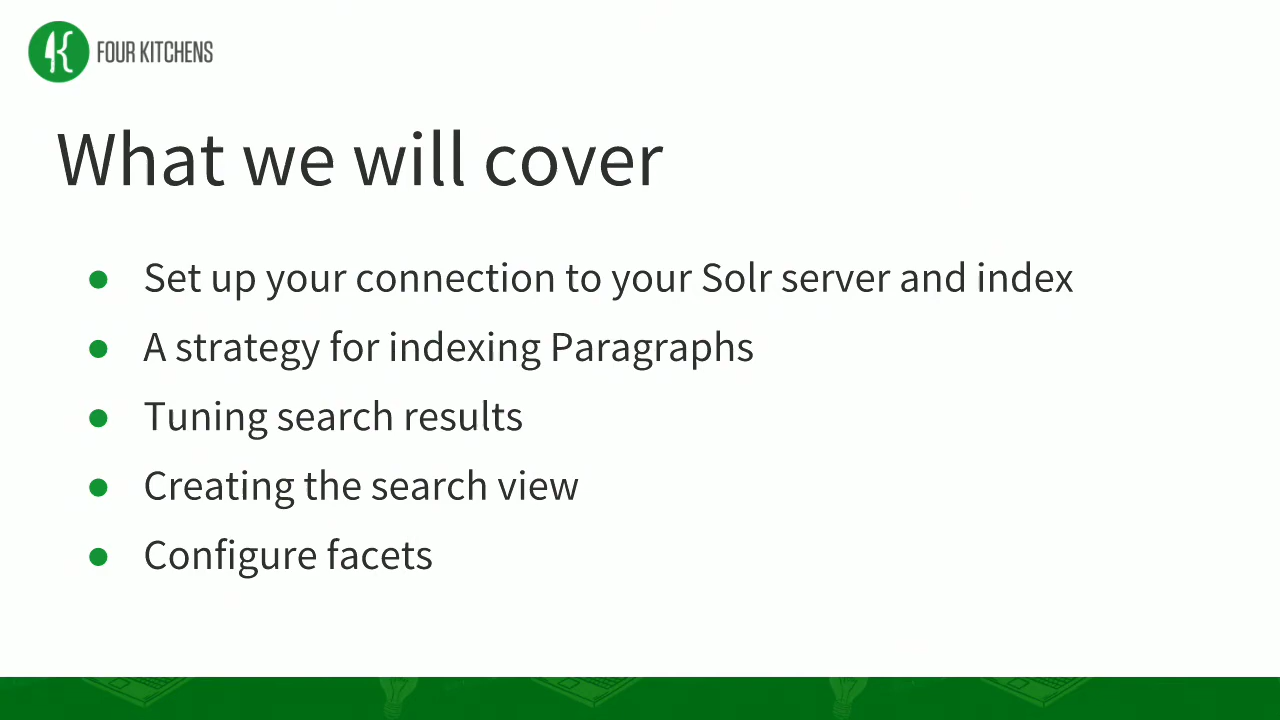 FOUR KITCHENS
What we will cover
● Set up your connection to your Solr server and index
● A strategy for indexing Paragraphs
● Tuning search results
● Creating the search view
● Configure facets